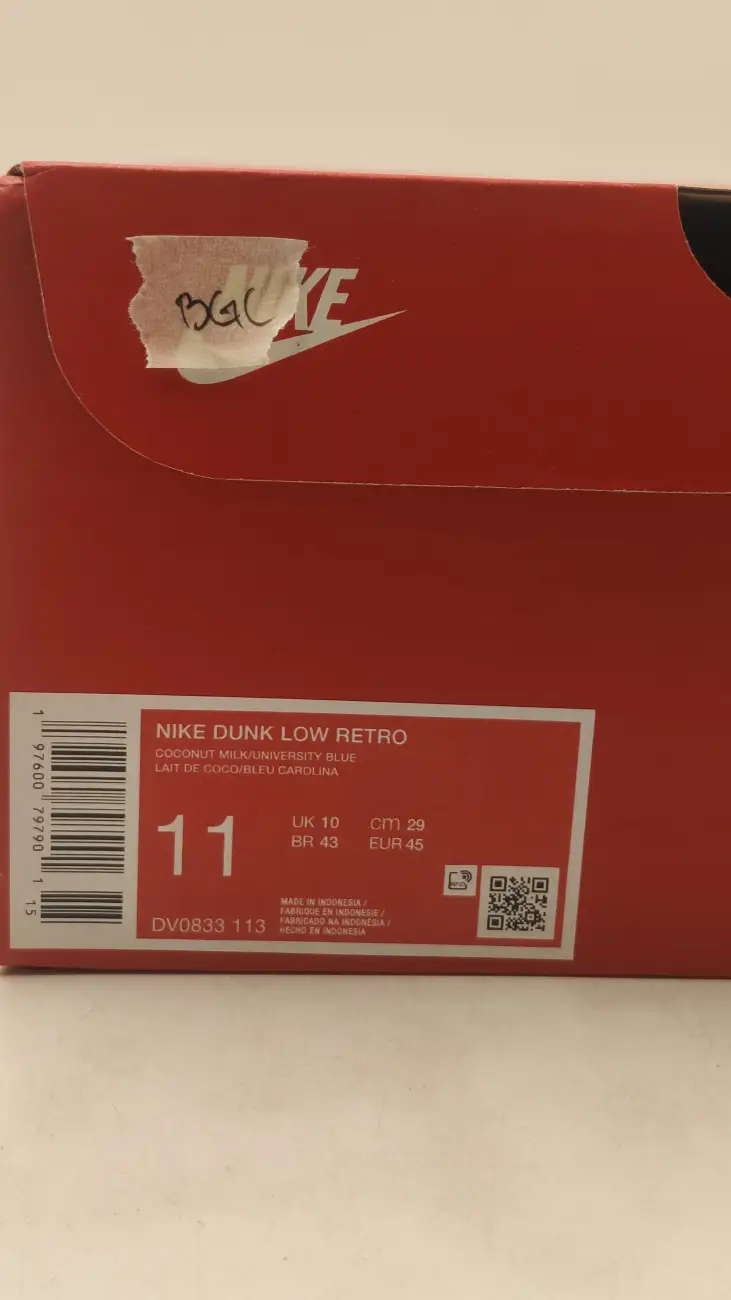 BGC
NIKE
NIKE DUNK LOW RETRO
COCONUT MILK/UNIVERSITY BLUE
LAIT DE COCO/BLEU CAROLINA
11
UK 10 cm 29
BR 43 EUR 45
MADE IN INDONESIA /
FABRIQUE EN INDONESIE /
FABRICADO NA INDONÉSIA /
HECHO EN INDONESIA
DV0833 113
1 97600 79790 1 15